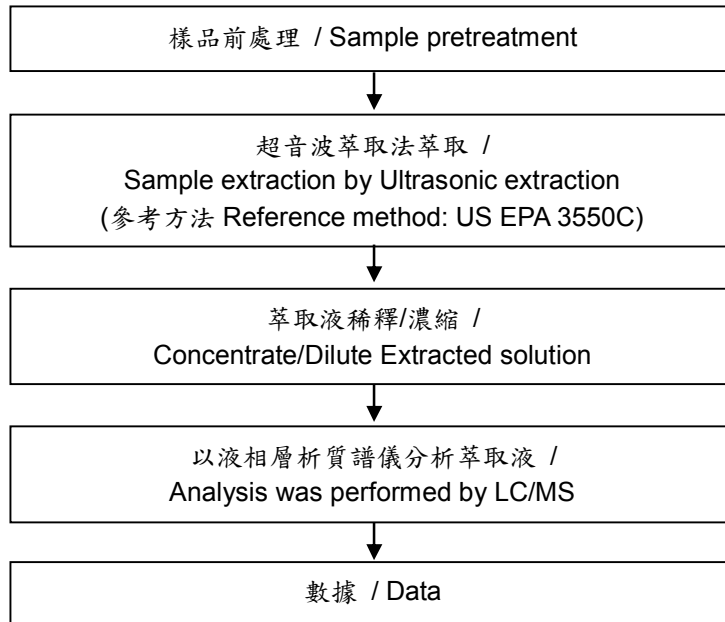 樣品前處理 / Sample pretreatment
超音波萃取法萃取 /
Sample extraction by Ultrasonic extraction
(參考方法 Reference method: US EPA 3550C)
萃取液稀釋/濃縮 /
Concentrate/Dilute Extracted solution
以液相層析質譜儀分析萃取液 /
Analysis was performed by LC/MS
數據 / Data